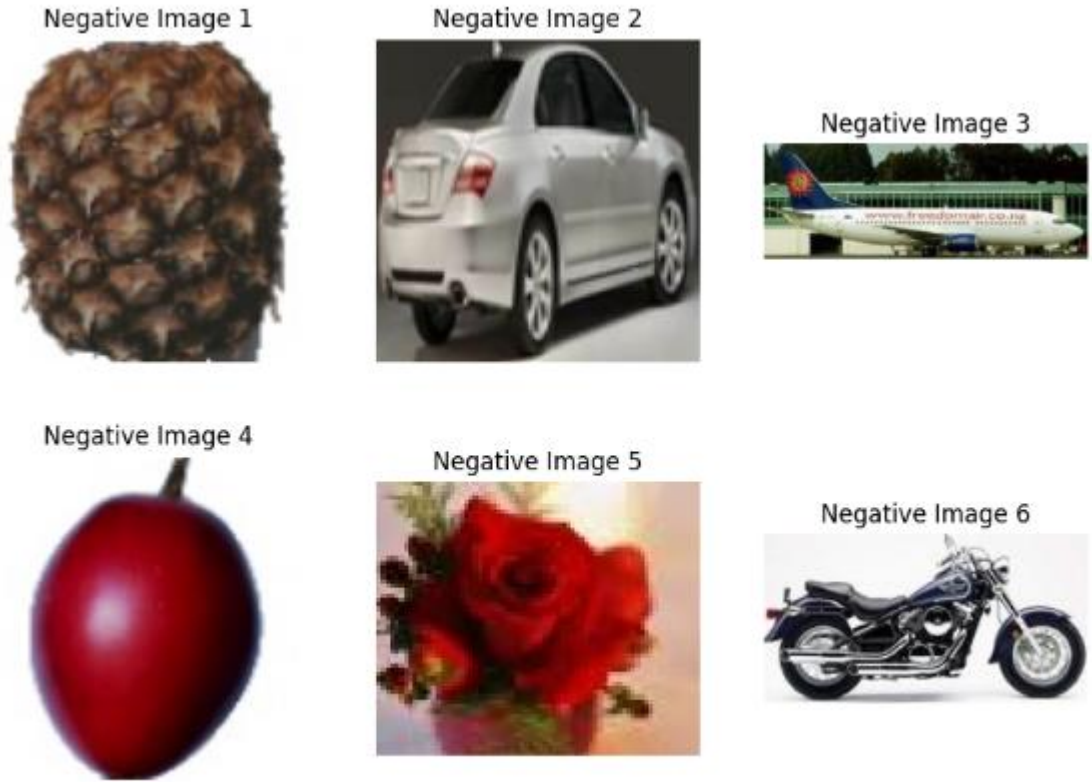 Negative Image 1
Negative Image 2
Negative Image 3
www.freedomair.co.nz
Negative Image 4
Negative Image 5
Negative Image 6